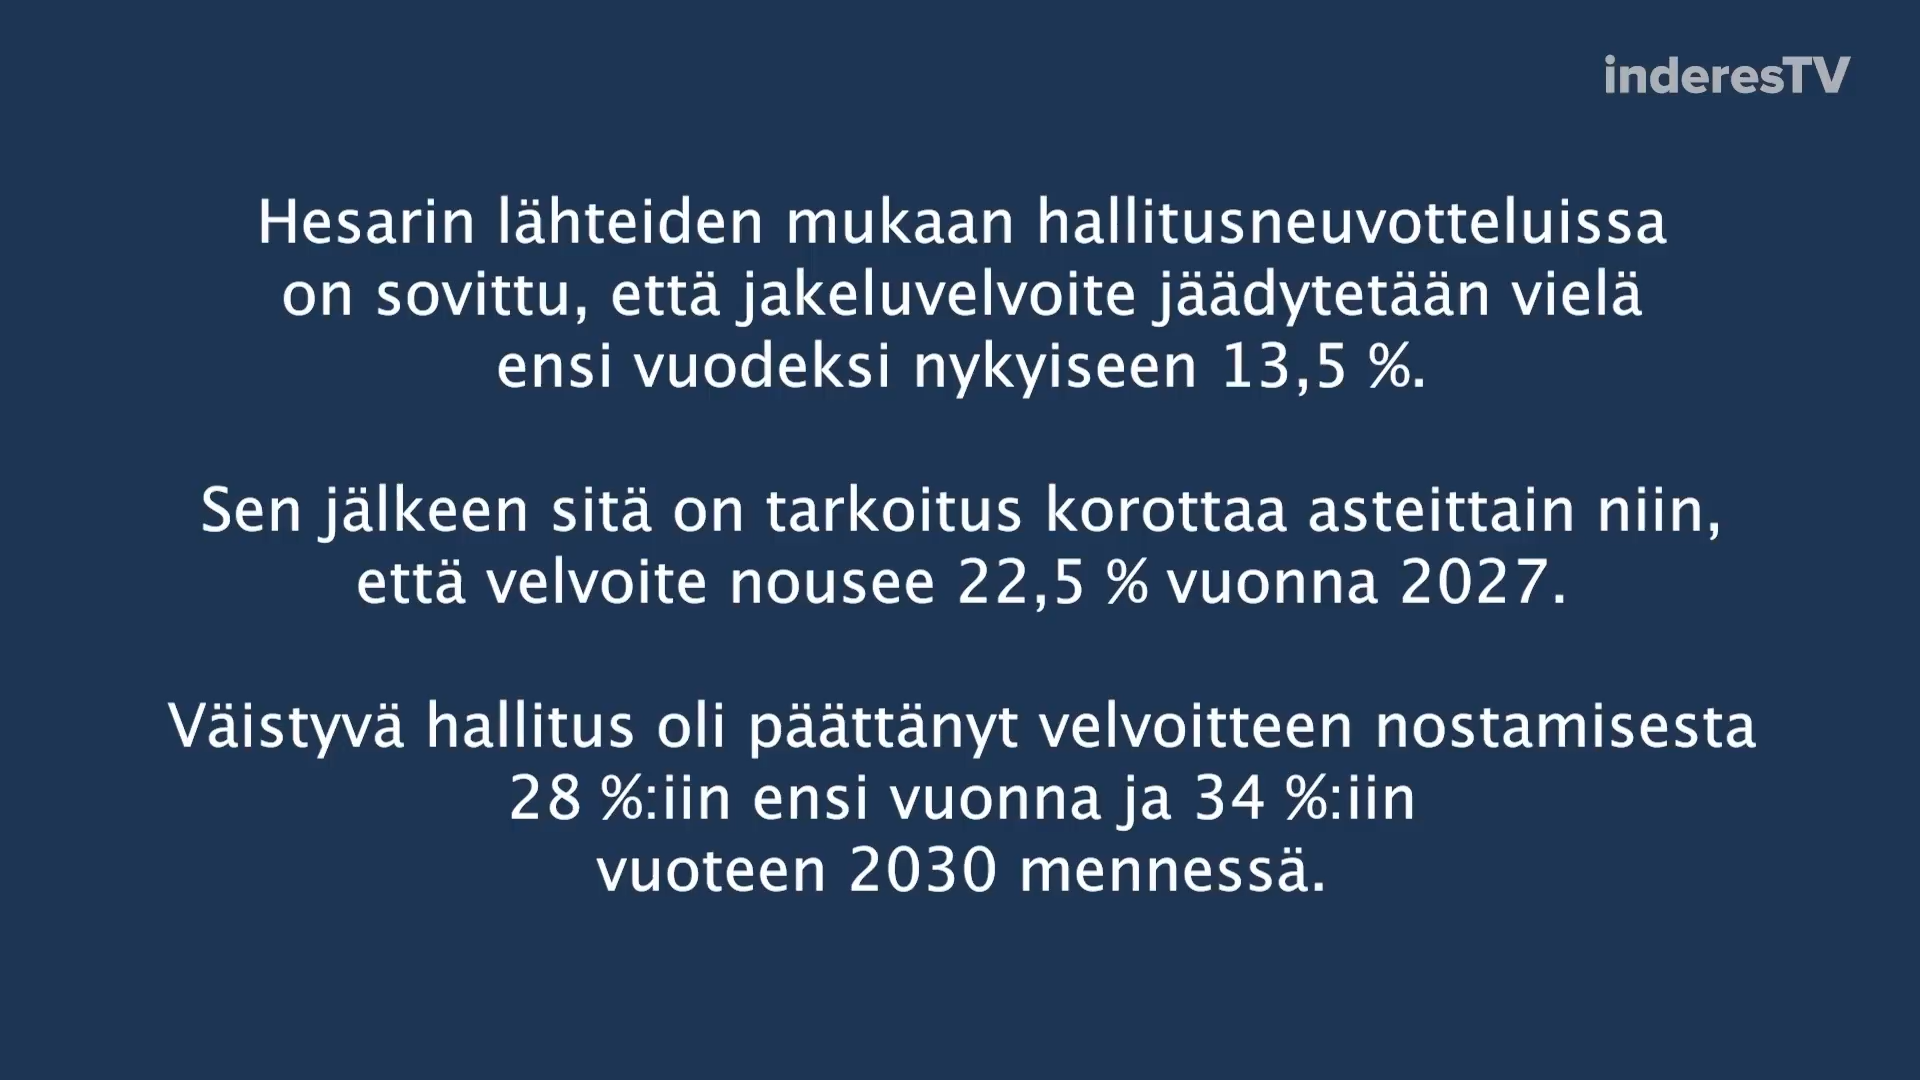 inderesTV
Hesarin lähteiden mukaan hallitusneuvotteluissa
on sovittu, että jakeluvelvoite jäädytetään vielä
ensi vuodeksi nykyiseen 13,5 %.
Sen jälkeen sitä on tarkoitus korottaa asteittain niin,
että velvoite nousee 22,5 % vuonna 2027.
Väistyvä hallitus oli päättänyt velvoitteen nostamisesta
28 %:iin ensi vuonna ja 34 %:iin
vuoteen 2030 mennessä.